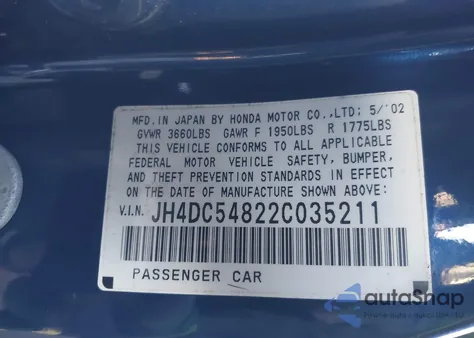 MFD. IN JAPAN BY HONDA MOTOR CO.,LTD; 5/'02
GVWR 3660LBS GAWR F 1950LBS R 1775LBS
THIS VEHICLE CONFORMS TO ALL APPLICABLE
FEDERAL MOTOR VEHICLE SAFETY, BUMPER,
AND THEFT PREVENTION STANDARDS IN EFFECT
ON THE DATE OF MANUFACTURE SHOWN ABOVE:
V.I.N. JH4DC54822C035211
PASSENGER CAR
autoSnap